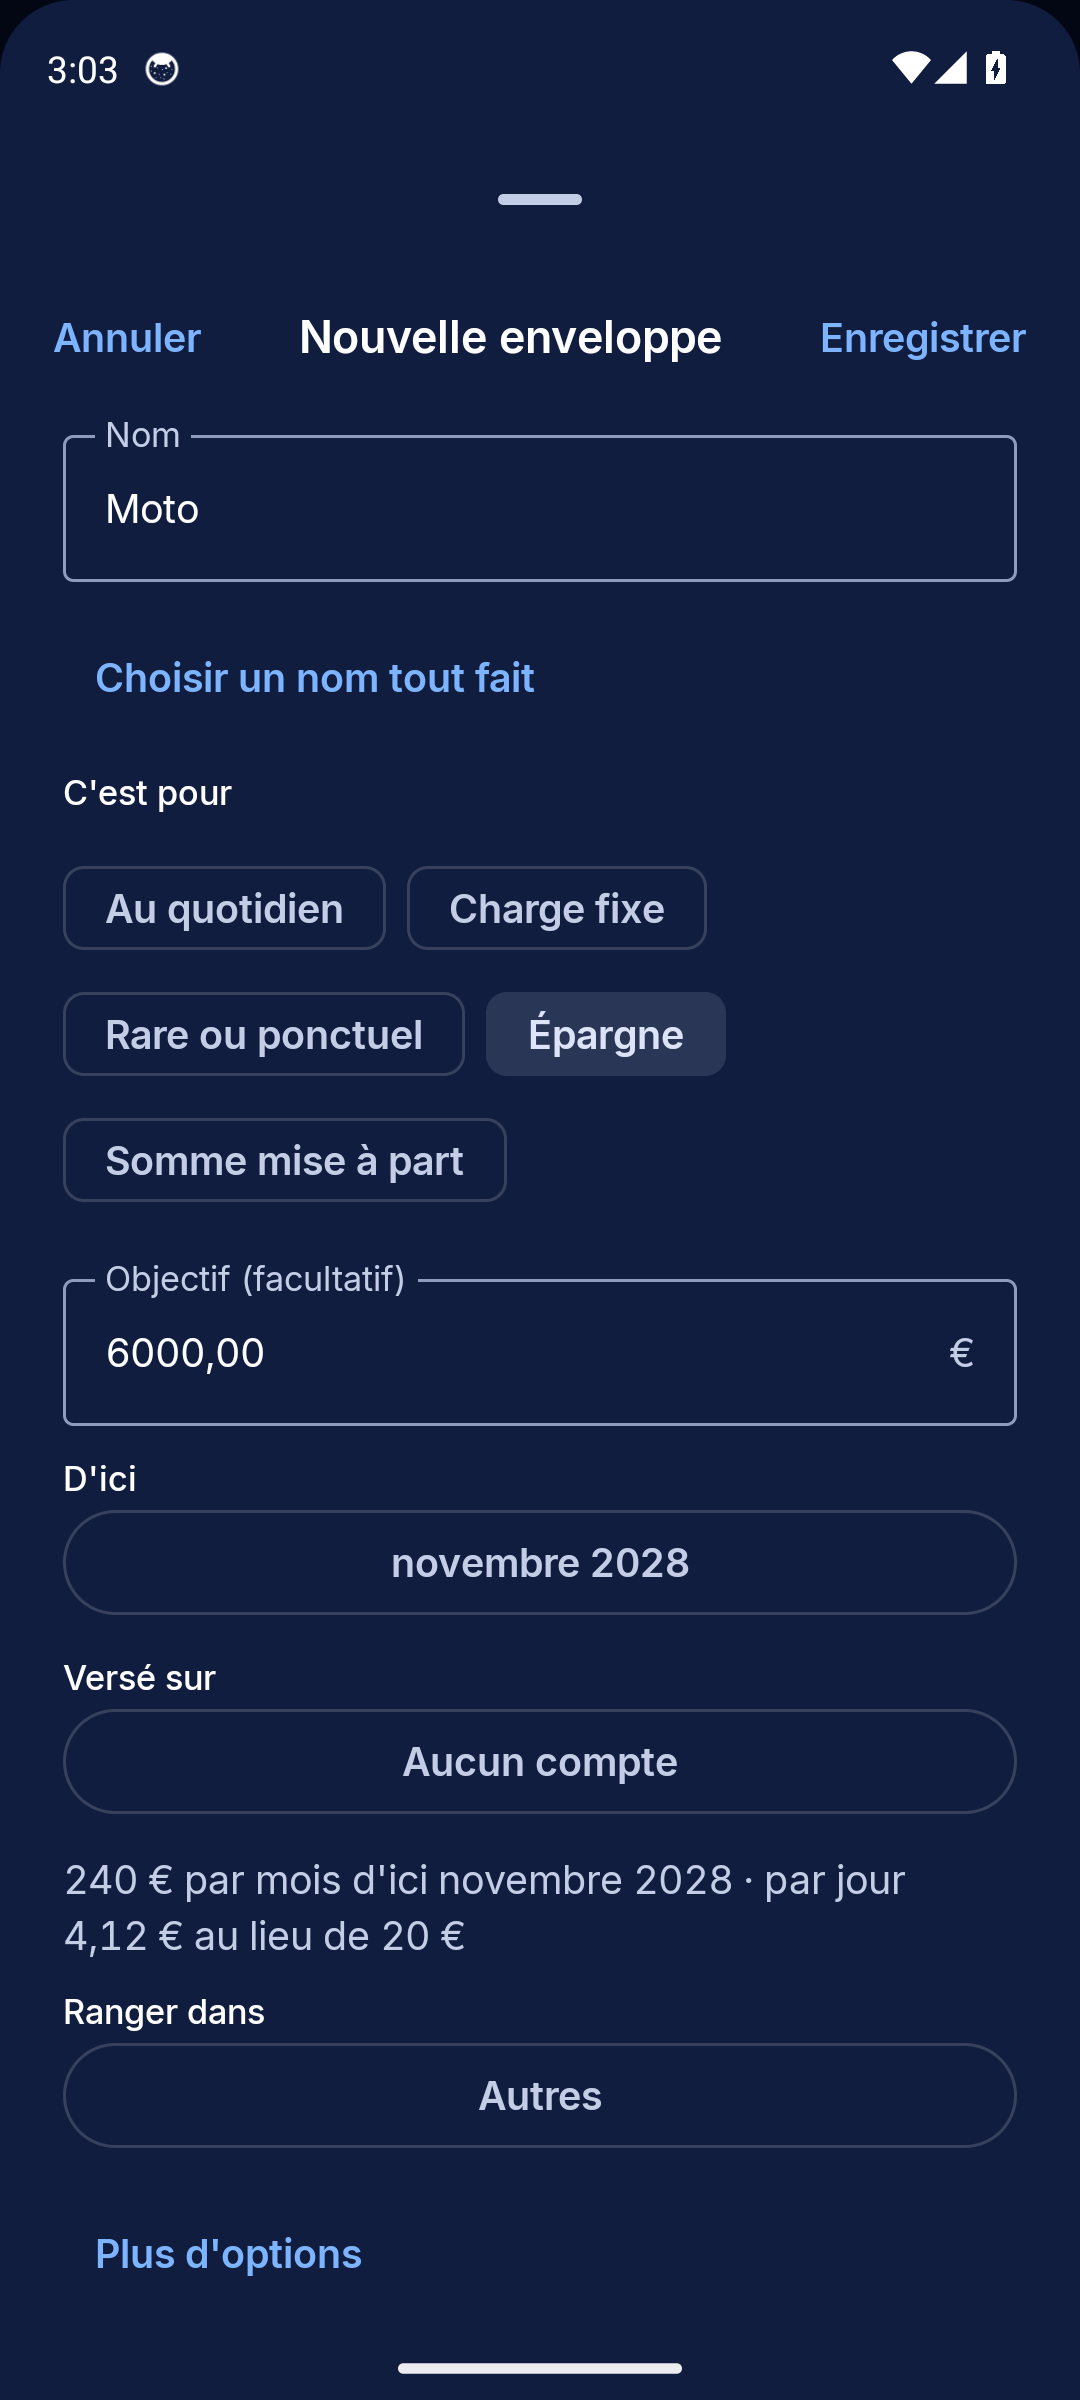 3:03
Annuler
Nouvelle enveloppe
Enregistrer
Nom
Moto
Choisir un nom tout fait
C'est pour
Au quotidien
Charge fixe
Rare ou ponctuel
Épargne
Somme mise à part
Objectif (facultatif)
6000,00 €
D'ici
novembre 2028
Versé sur
Aucun compte
240 € par mois d'ici novembre 2028 · par jour
4,12 € au lieu de 20 €
Ranger dans
Autres
Plus d'options